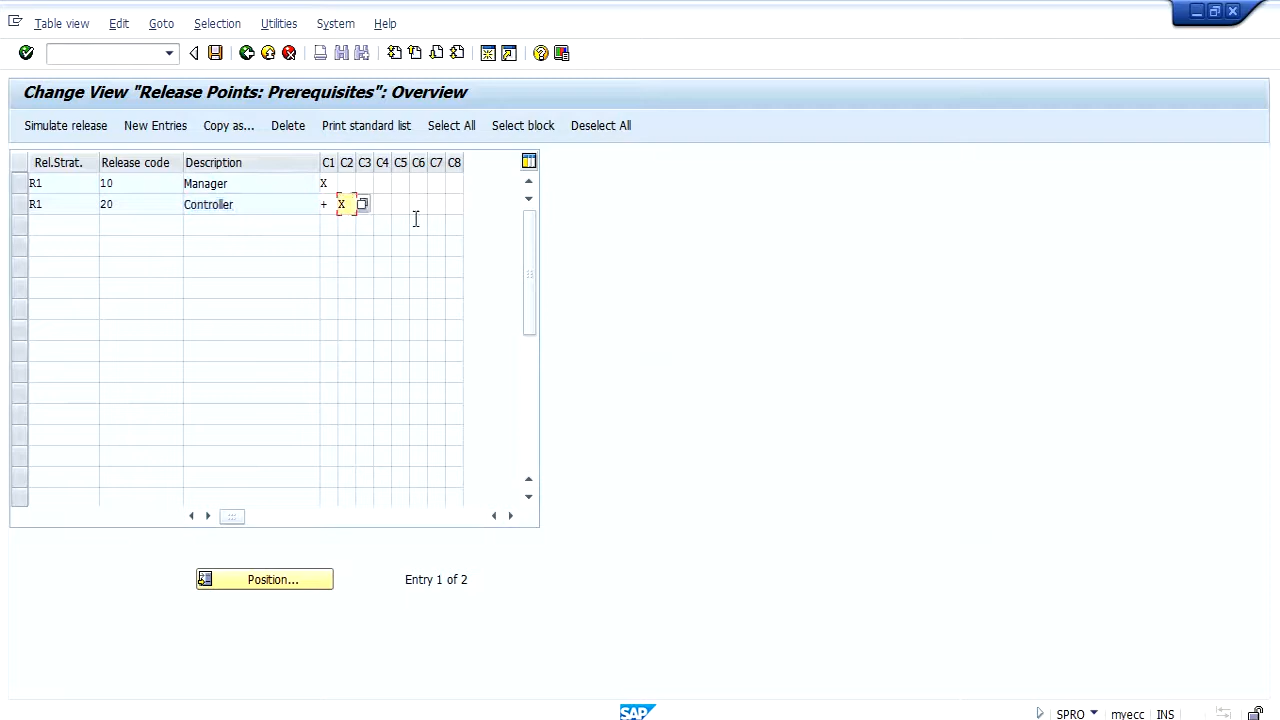 Table view Edit Goto Selection Utilities System Help
Change View "Release Points: Prerequisites": Overview
Simulate release New Entries Copy as... Delete Print standard list Select All Select block Deselect All
Rel.Strat. Release code Description C1 C2 C3 C4 C5 C6 C7 C8
R1 10 Manager X
R1 20 Controller + X
Position... Entry 1 of 2
SAP SPRO myecc INS